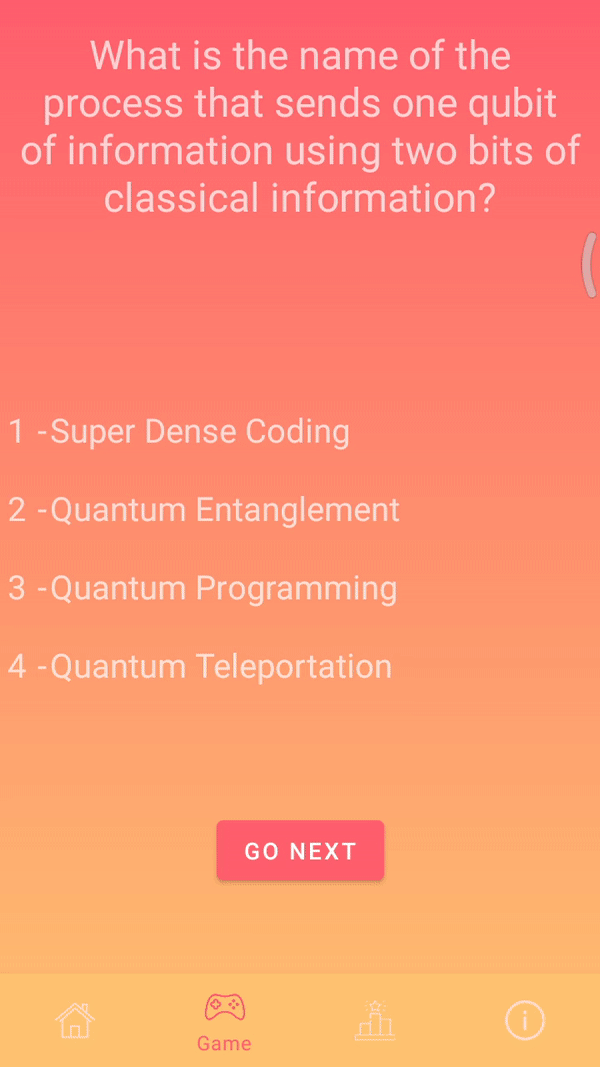 What is the name of the
process that sends one qubit
of information using two bits of
classical information?
1 -Super Dense Coding
2 -Quantum Entanglement
3 -Quantum Programming
4 -Quantum Teleportation
GO NEXT
Game